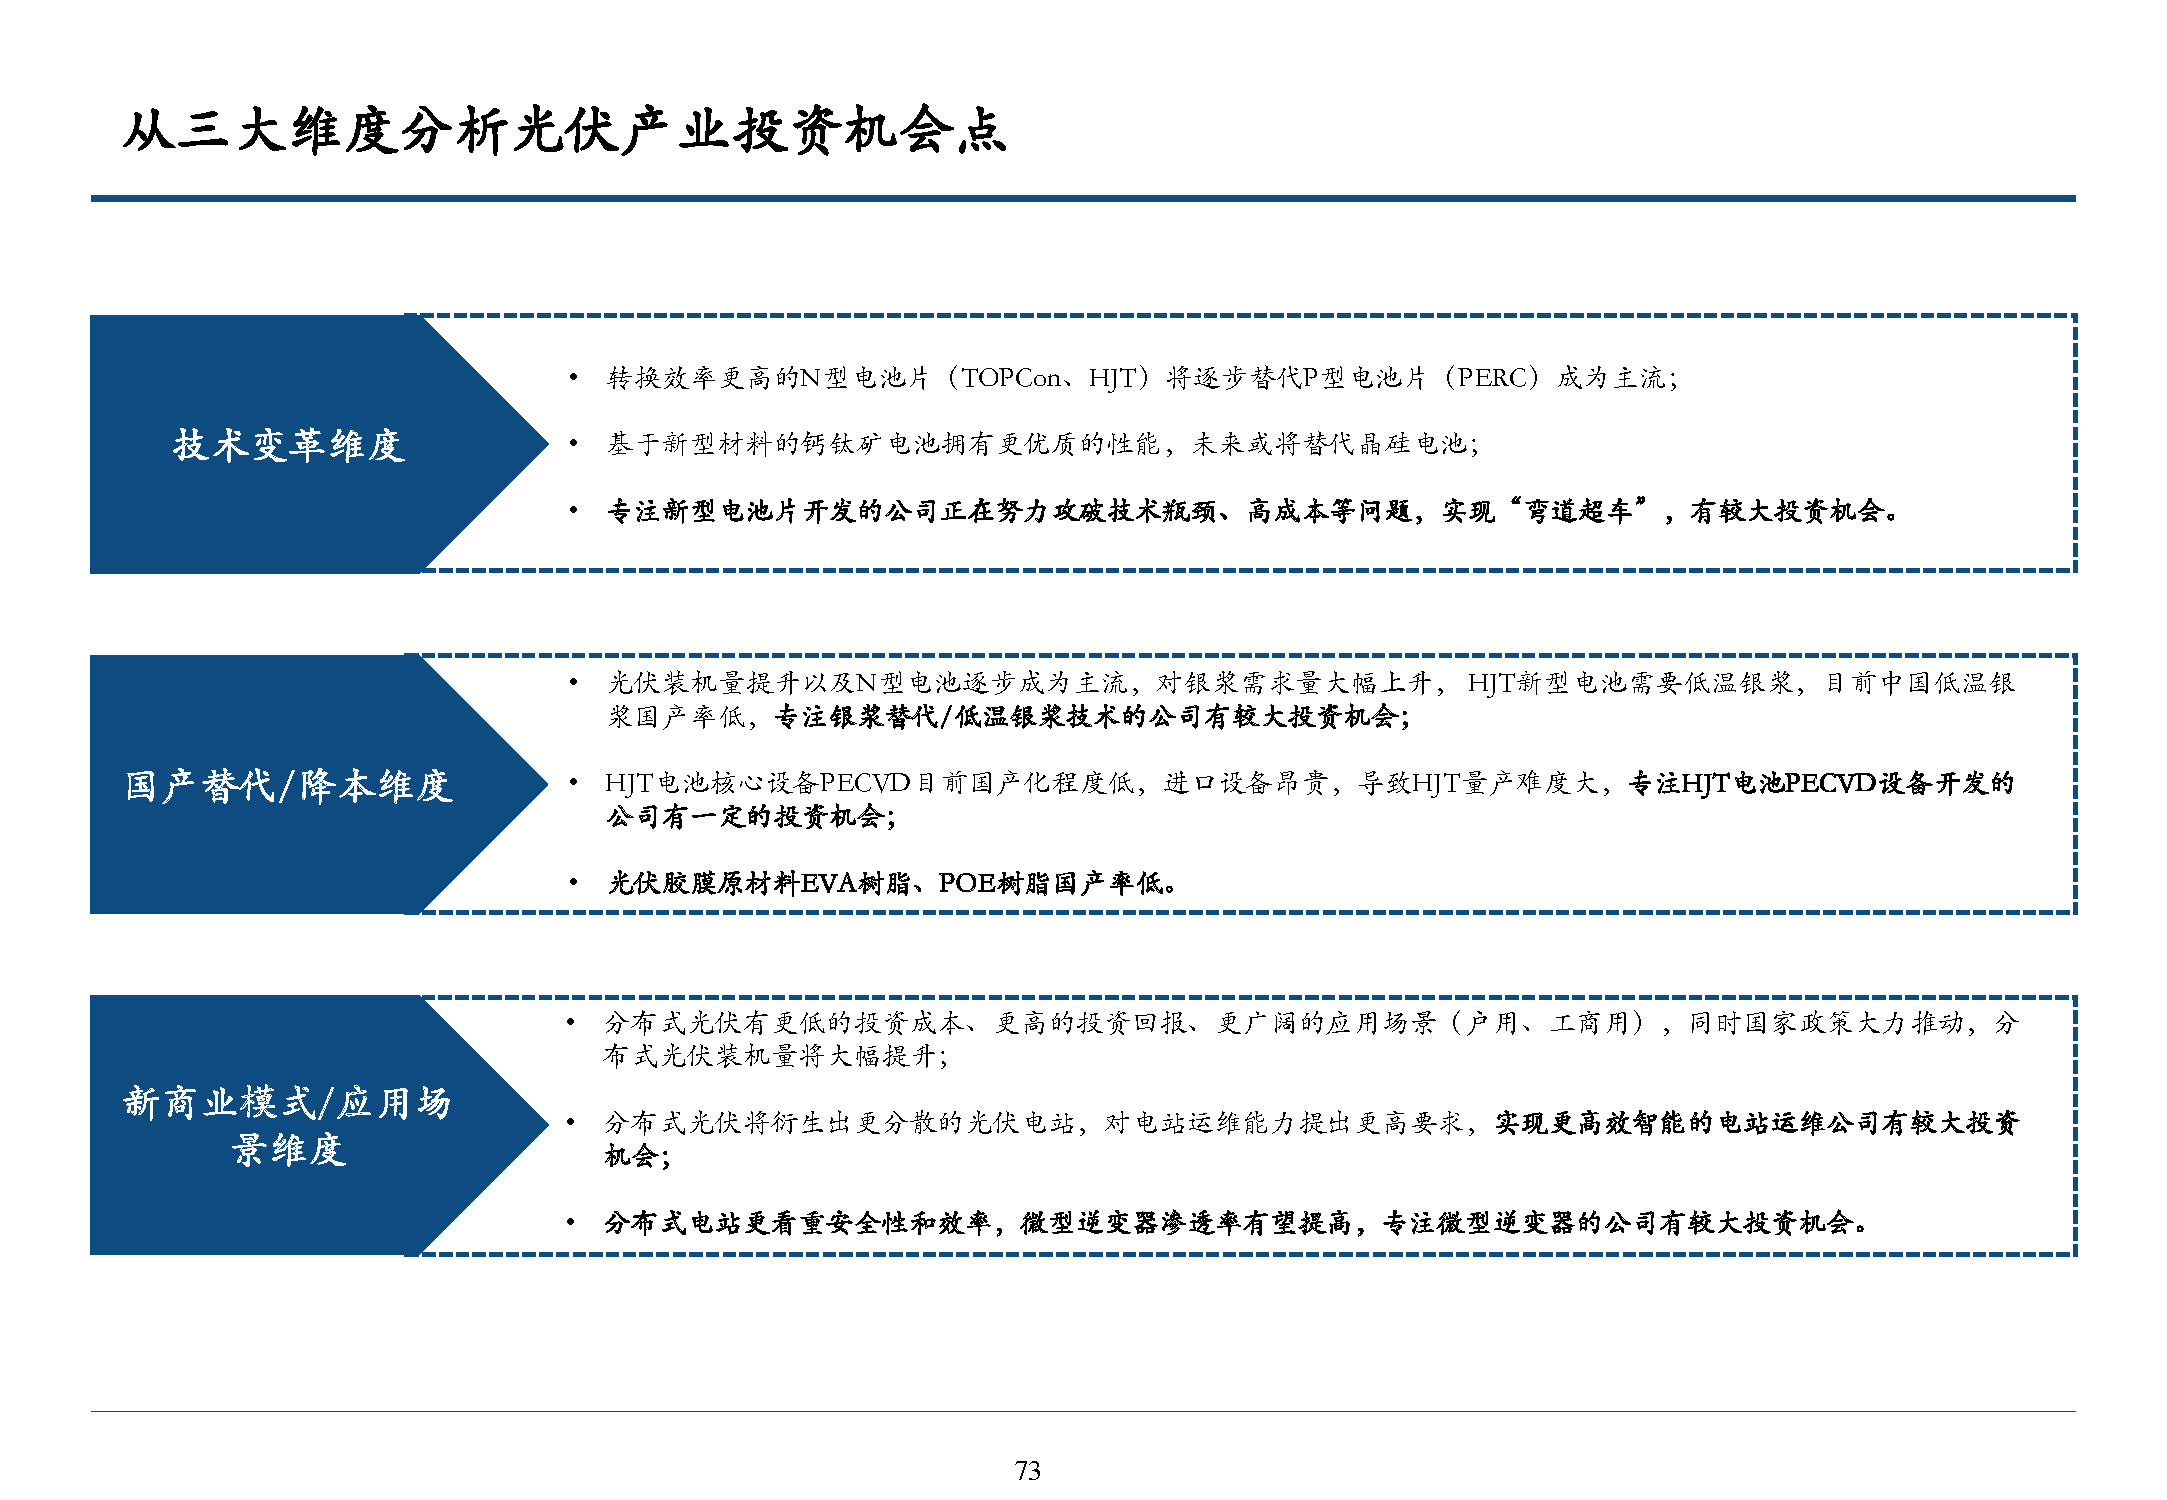 从三大维度分析光伏产业投资机会点
技术变革维度
• 转换效率更高的N型电池片（TOPCon、HJT）将逐步替代P型电池片（PERC）成为主流；
• 基于新型材料的钙钛矿电池拥有更优质的性能，未来或将替代晶硅电池；
• 专注新型电池片开发的公司正在努力攻破技术瓶颈、高成本等问题，实现“弯道超车”，有较大投资机会。
国产替代/降本维度
• 光伏装机量提升以及N型电池逐步成为主流，对银浆需求量大幅上升， HJT新型电池需要低温银浆，目前中国低温银
浆国产率低，专注银浆替代/低温银浆技术的公司有较大投资机会；
• HJT电池核心设备PECVD目前国产化程度低，进口设备昂贵，导致HJT量产难度大，专注HJT电池PECVD设备开发的
公司有一定的投资机会；
• 光伏胶膜原材料EVA树脂、POE树脂国产率低。
新商业模式/应用场
景维度
• 分布式光伏有更低的投资成本、更高的投资回报、更广阔的应用场景（户用、工商用），同时国家政策大力推动，分
布式光伏装机量将大幅提升；
• 分布式光伏将衍生出更分散的光伏电站，对电站运维能力提出更高要求，实现更高效智能的电站运维公司有较大投资
机会；
• 分布式电站更看重安全性和效率，微型逆变器渗透率有望提高，专注微型逆变器的公司有较大投资机会。
73